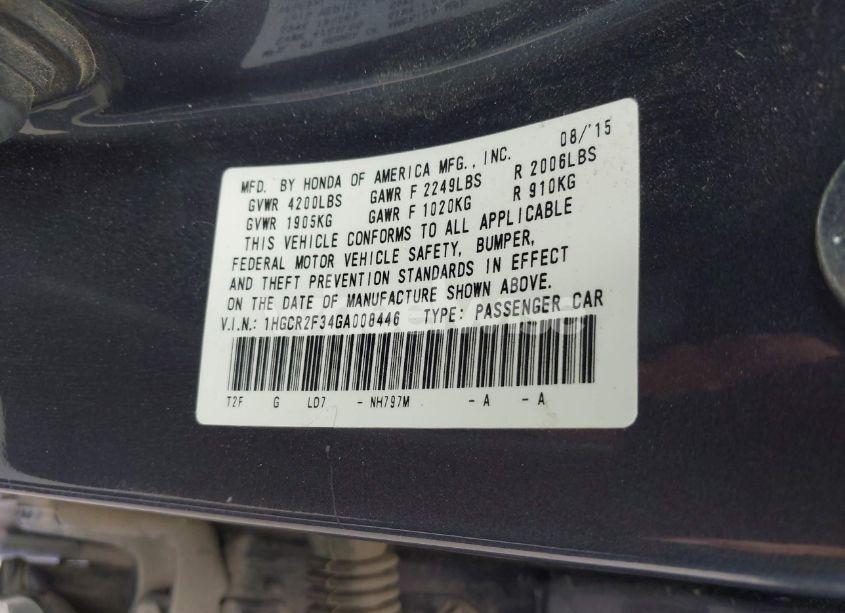 MFD. BY HONDA OF AMERICA MFG., INC. 08/'15
GVWR 4200LBS GAWR F 2249LBS R 2006LBS
GVWR 1905KG GAWR F 1020KG R 910KG
THIS VEHICLE CONFORMS TO ALL APPLICABLE
FEDERAL MOTOR VEHICLE SAFETY, BUMPER,
AND THEFT PREVENTION STANDARDS IN EFFECT
ON THE DATE OF MANUFACTURE SHOWN ABOVE.
V.I.N.: 1HGCR2F34GA008446 TYPE: PASSENGER CAR
T2F G LD7 - NH797M - A - A